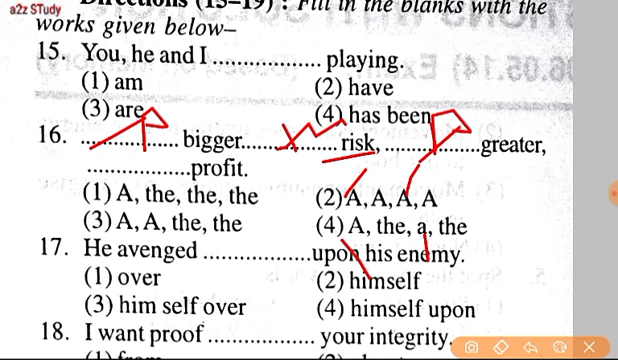 a2z STudy
Directions (15–19) : Fill in the blanks with the
works given below–
15. You, he and I .................. playing.
(1) am (2) have
(3) are (4) has been
16. ................ bigger............... risk, ................greater,
.................profit.
(1) A, the, the, the (2) A, A, A, A
(3) A, A, the, the (4) A, the, a, the
17. He avenged ..................upon his enemy.
(1) over (2) himself
(3) him self over (4) himself upon
18. I want proof .................. your integrity.
(1) from (2)